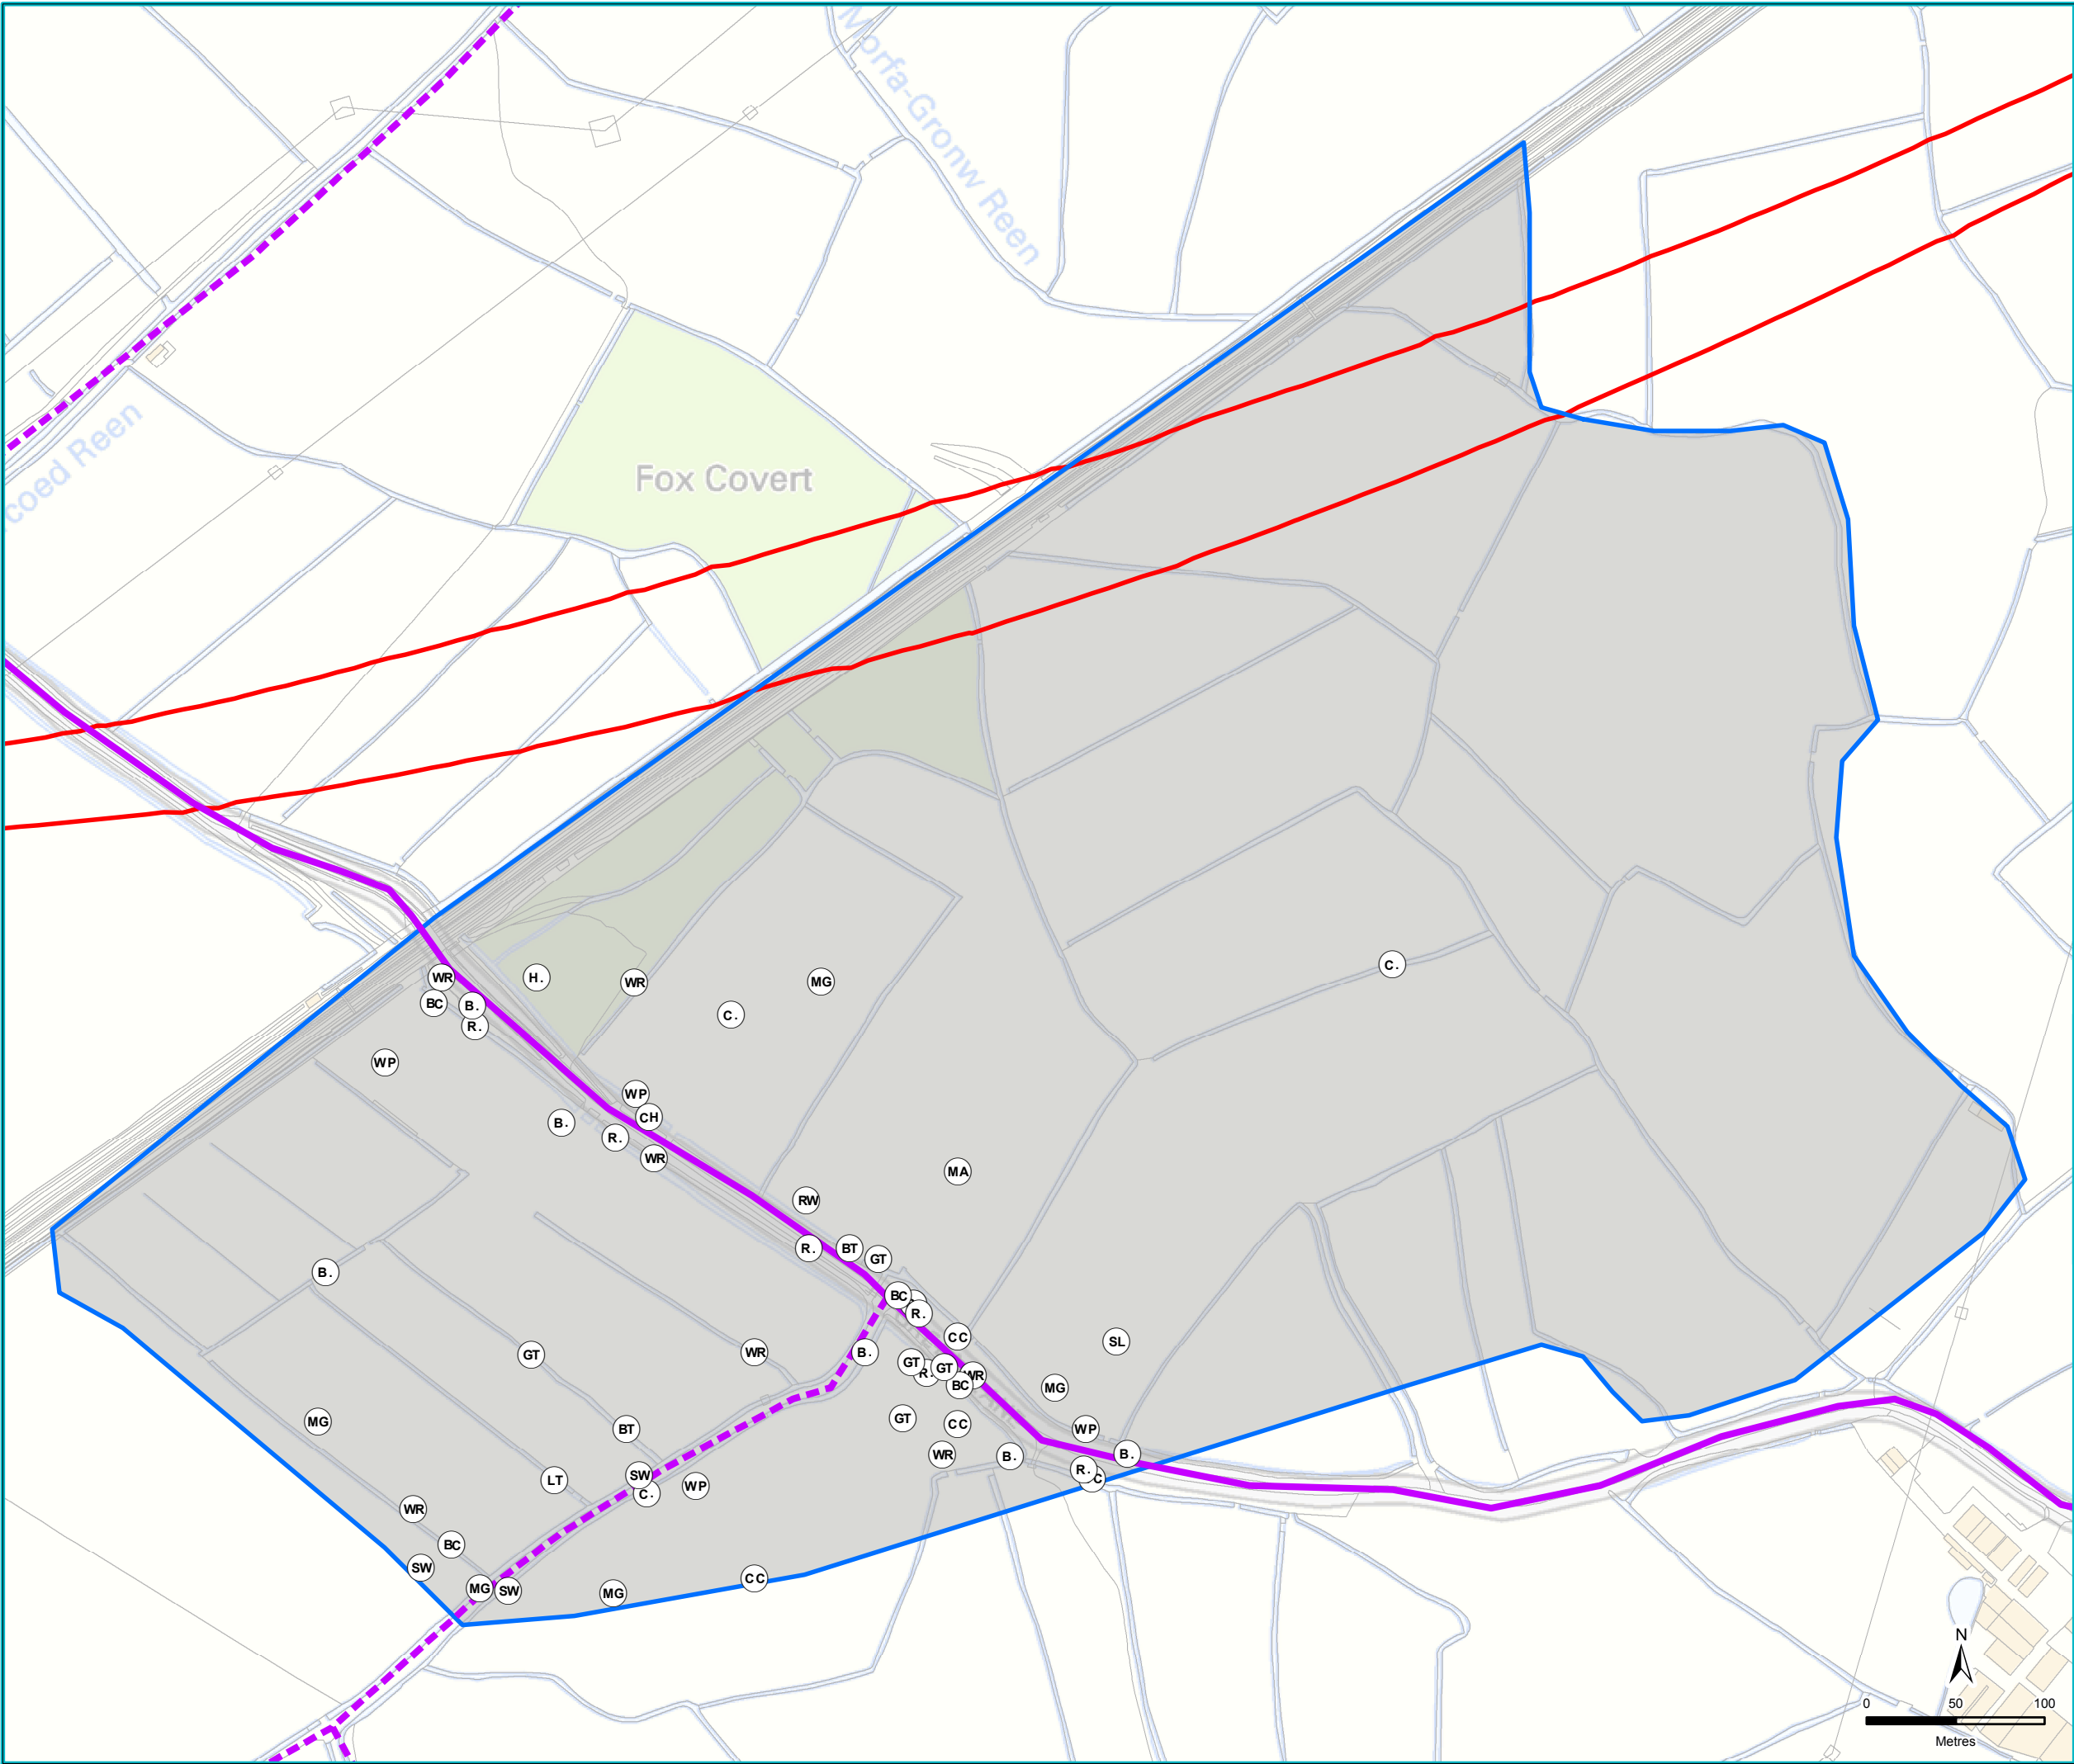 Morfa-Gronw Reen
coed Reen
Fox Covert
WR
H.
WR
MG
C.
BC
B.
C.
R.
WP
WP
CH
B.
R.
WR
MA
RW
R.
BT
GT
B.
BC
R.
CC
SL
GT
WR
B.
GT
GT
R.
WR
BC
MG
MG
GT
CC
BT
WP
WR
B.
B.
SW
LT
C.
WP
R.
C
WR
BC
SW
MG
SW
MG
CC
N
0 50 100
Metres